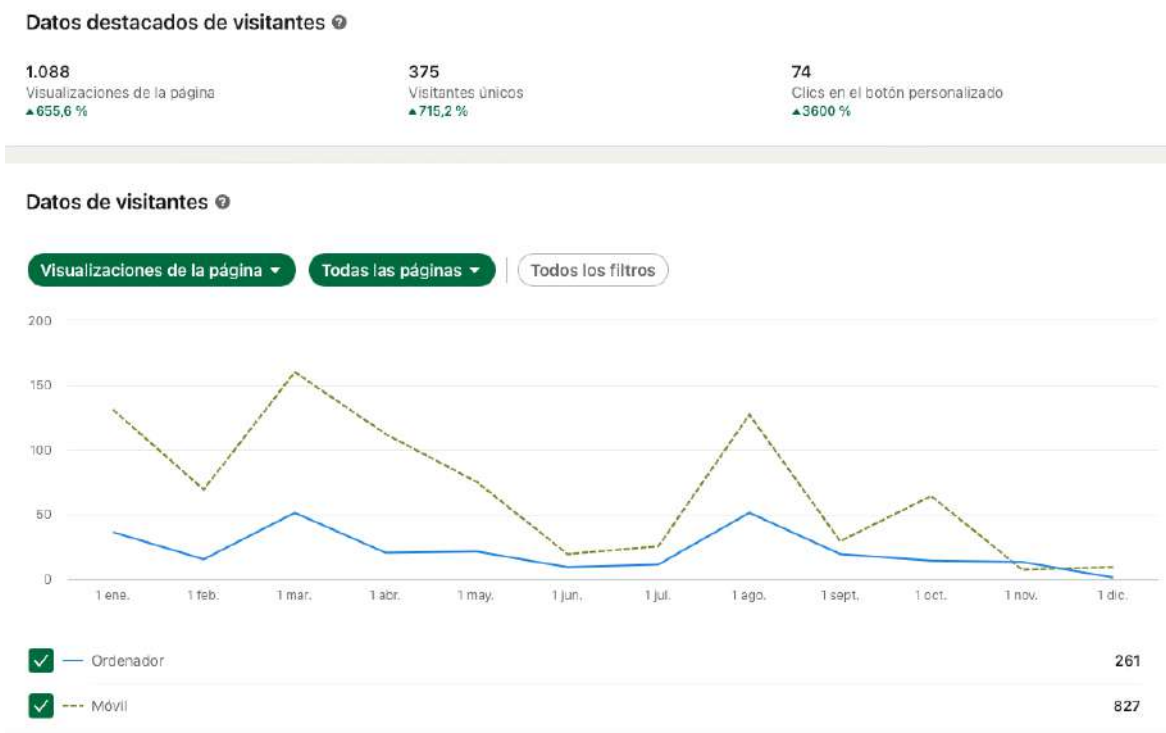 Datos destacados de visitantes
1.088 375 74
Visualizaciones de la página Visitantes únicos Clics en el botón personalizado
▲655,6 % ▲715,2 % ▲3600 %
Datos de visitantes
Visualizaciones de la página Todas las páginas Todos los filtros
200
150
100
50
0
1 ene. 1 feb. 1 mar. 1 abr. 1 may. 1 jun. 1 jul. 1 ago. 1 sept. 1 oct. 1 nov. 1 dic.
Ordenador 261
Móvil 827